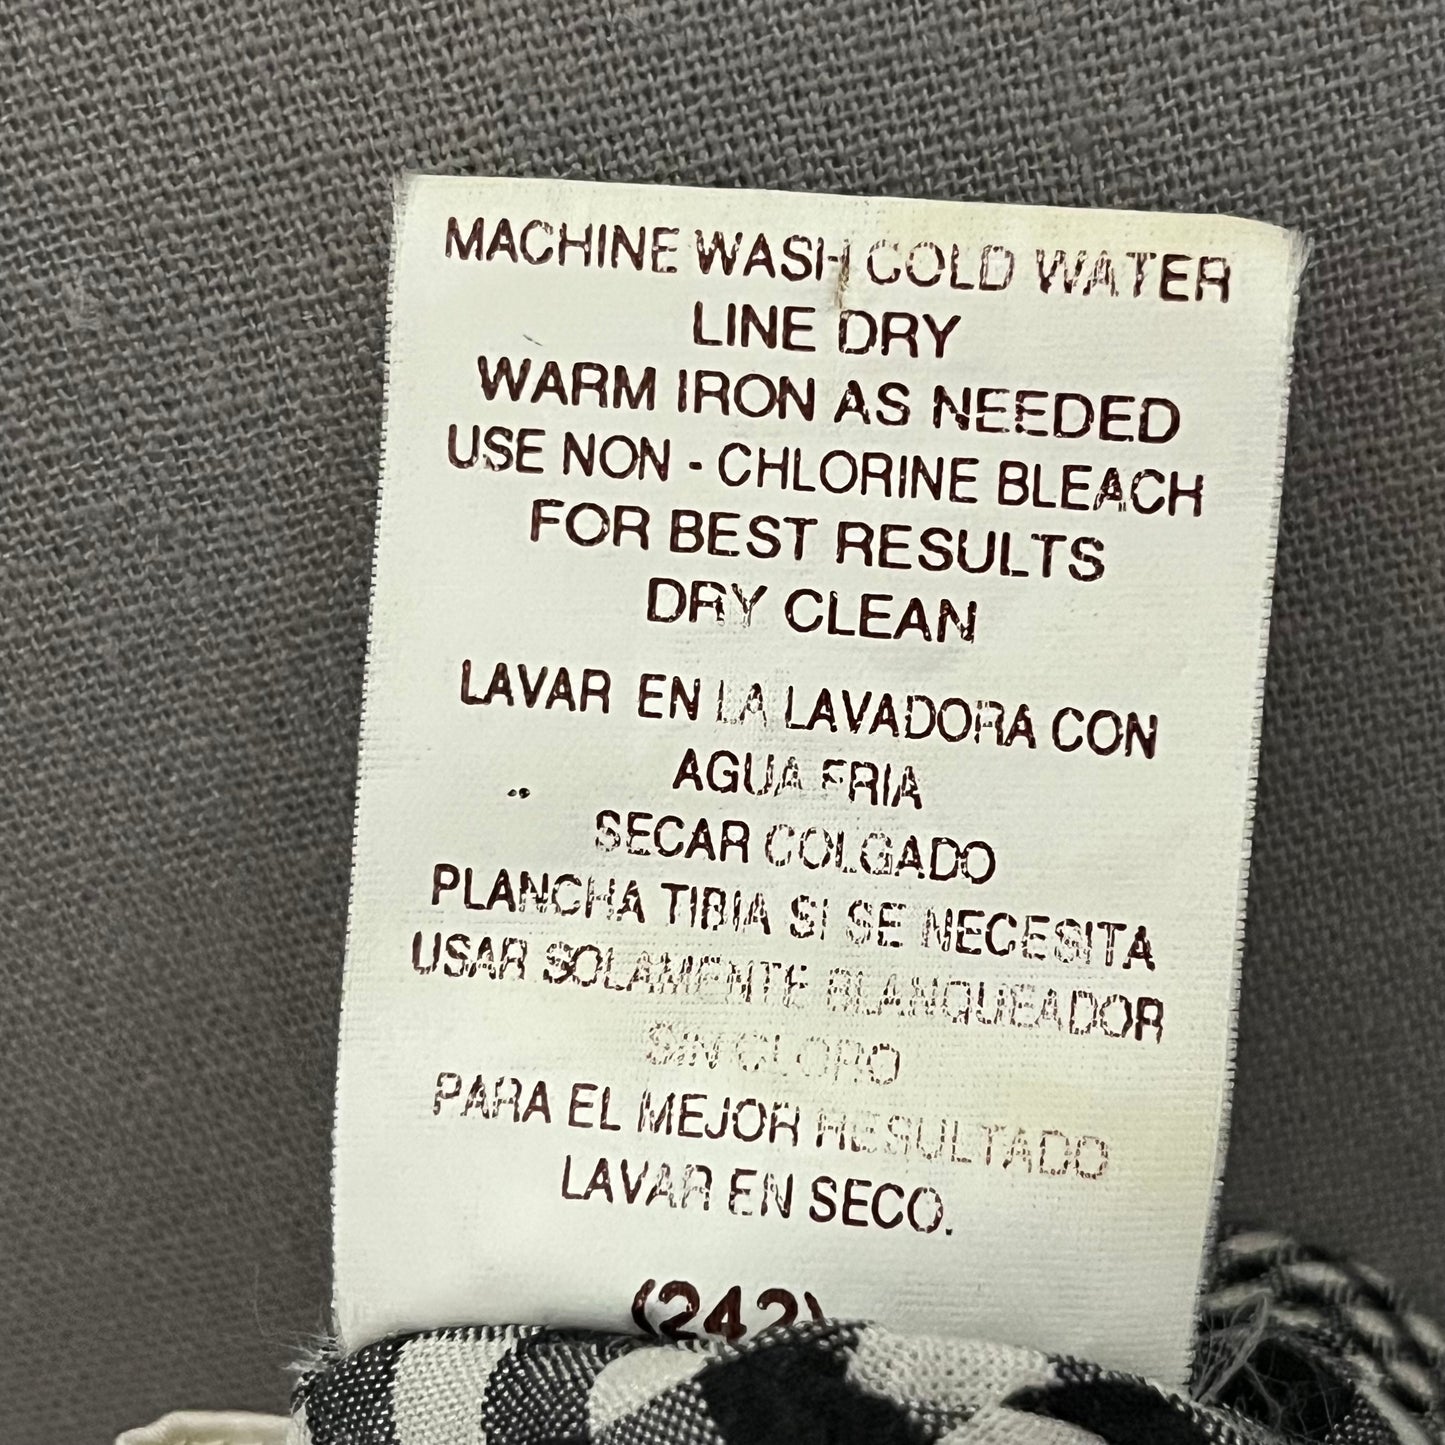 MACHINE WASH COLD WATER
LINE DRY
WARM IRON AS NEEDED
USE NON - CHLORINE BLEACH
FOR BEST RESULTS
DRY CLEAN
LAVAR EN LA LAVADORA CON
AGUA FRIA
SECAR COLGADO
PLANCHA TIBIA SI SE NECESITA
USAR SOLAMENTE BLANQUEADOR
SIN CLORO
PARA EL MEJOR RESULTADO
LAVAR EN SECO.
(242)